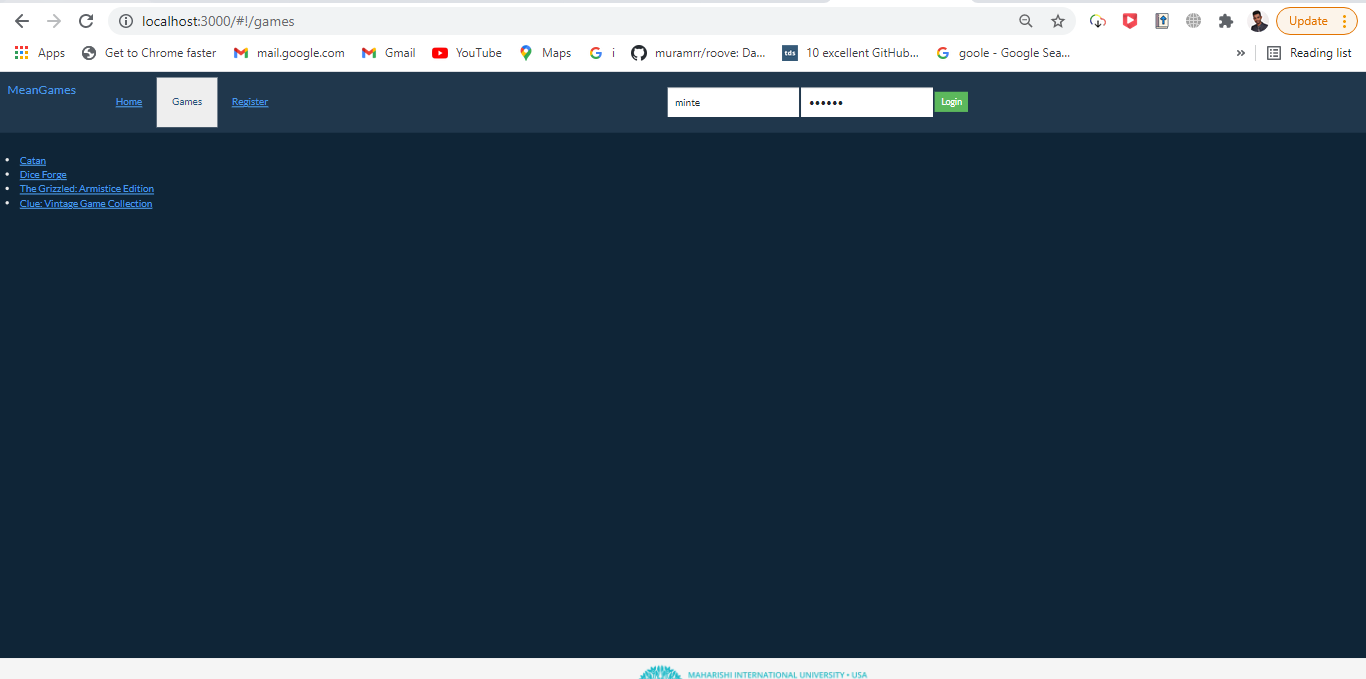 localhost:3000/#!/games
Update
Apps Get to Chrome faster mail.google.com Gmail YouTube Maps i muramrr/roove: Da... tds 10 excellent GitHub... goole - Google Sea... » Reading list
MeanGames Home Games Register minte •••••• Login
• Catan
• Dice Forge
• The Grizzled: Armistice Edition
• Clue: Vintage Game Collection
MAHARISHI INTERNATIONAL UNIVERSITY • USA